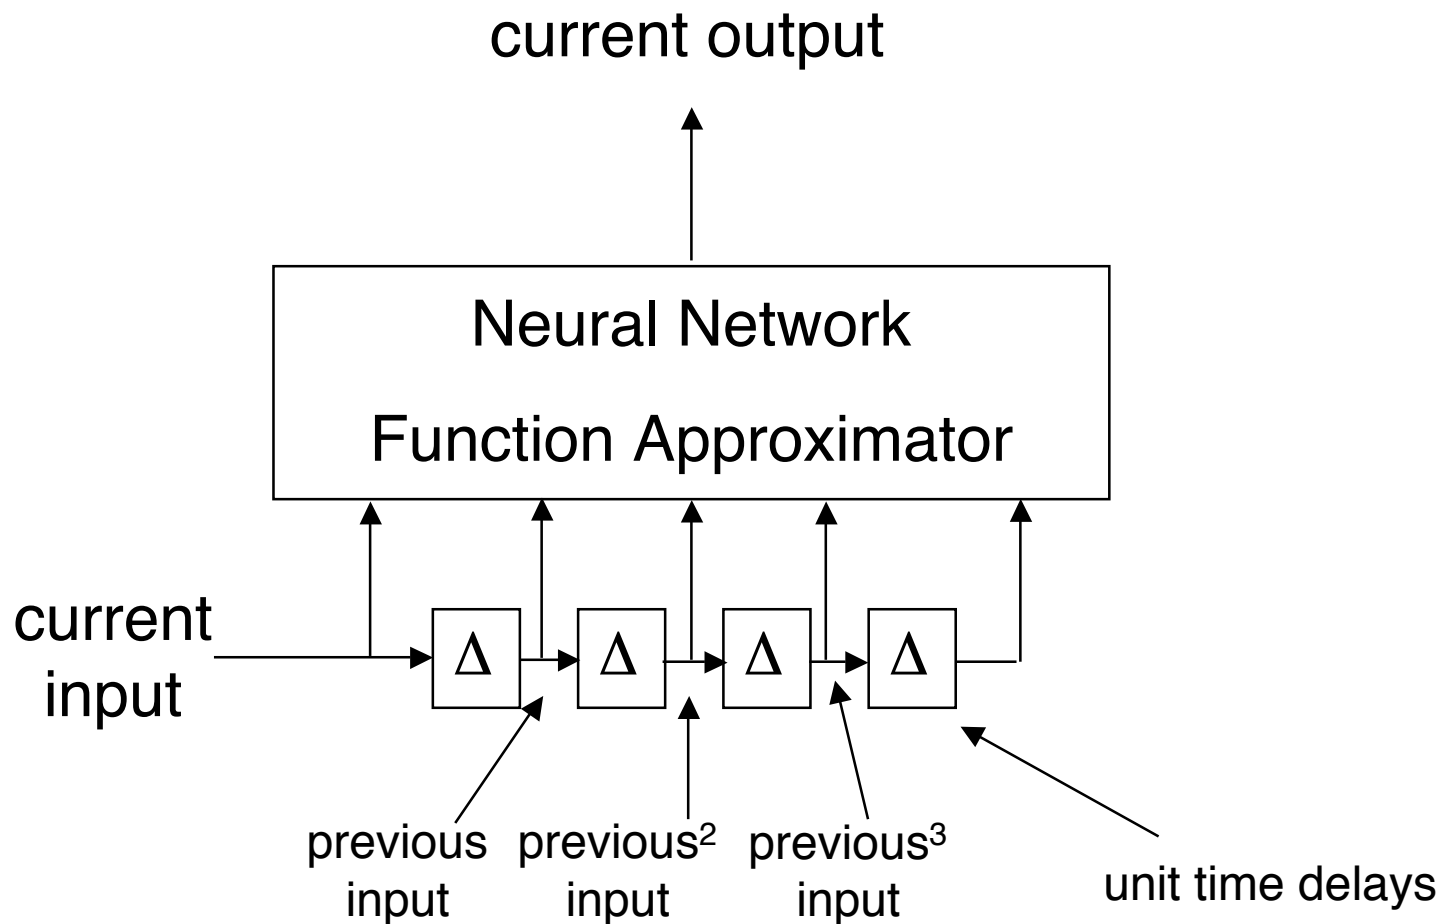 current output
Neural Network
Function Approximator
current
input
Δ Δ Δ Δ
previous
input
previous²
input
previous³
input
unit time delays